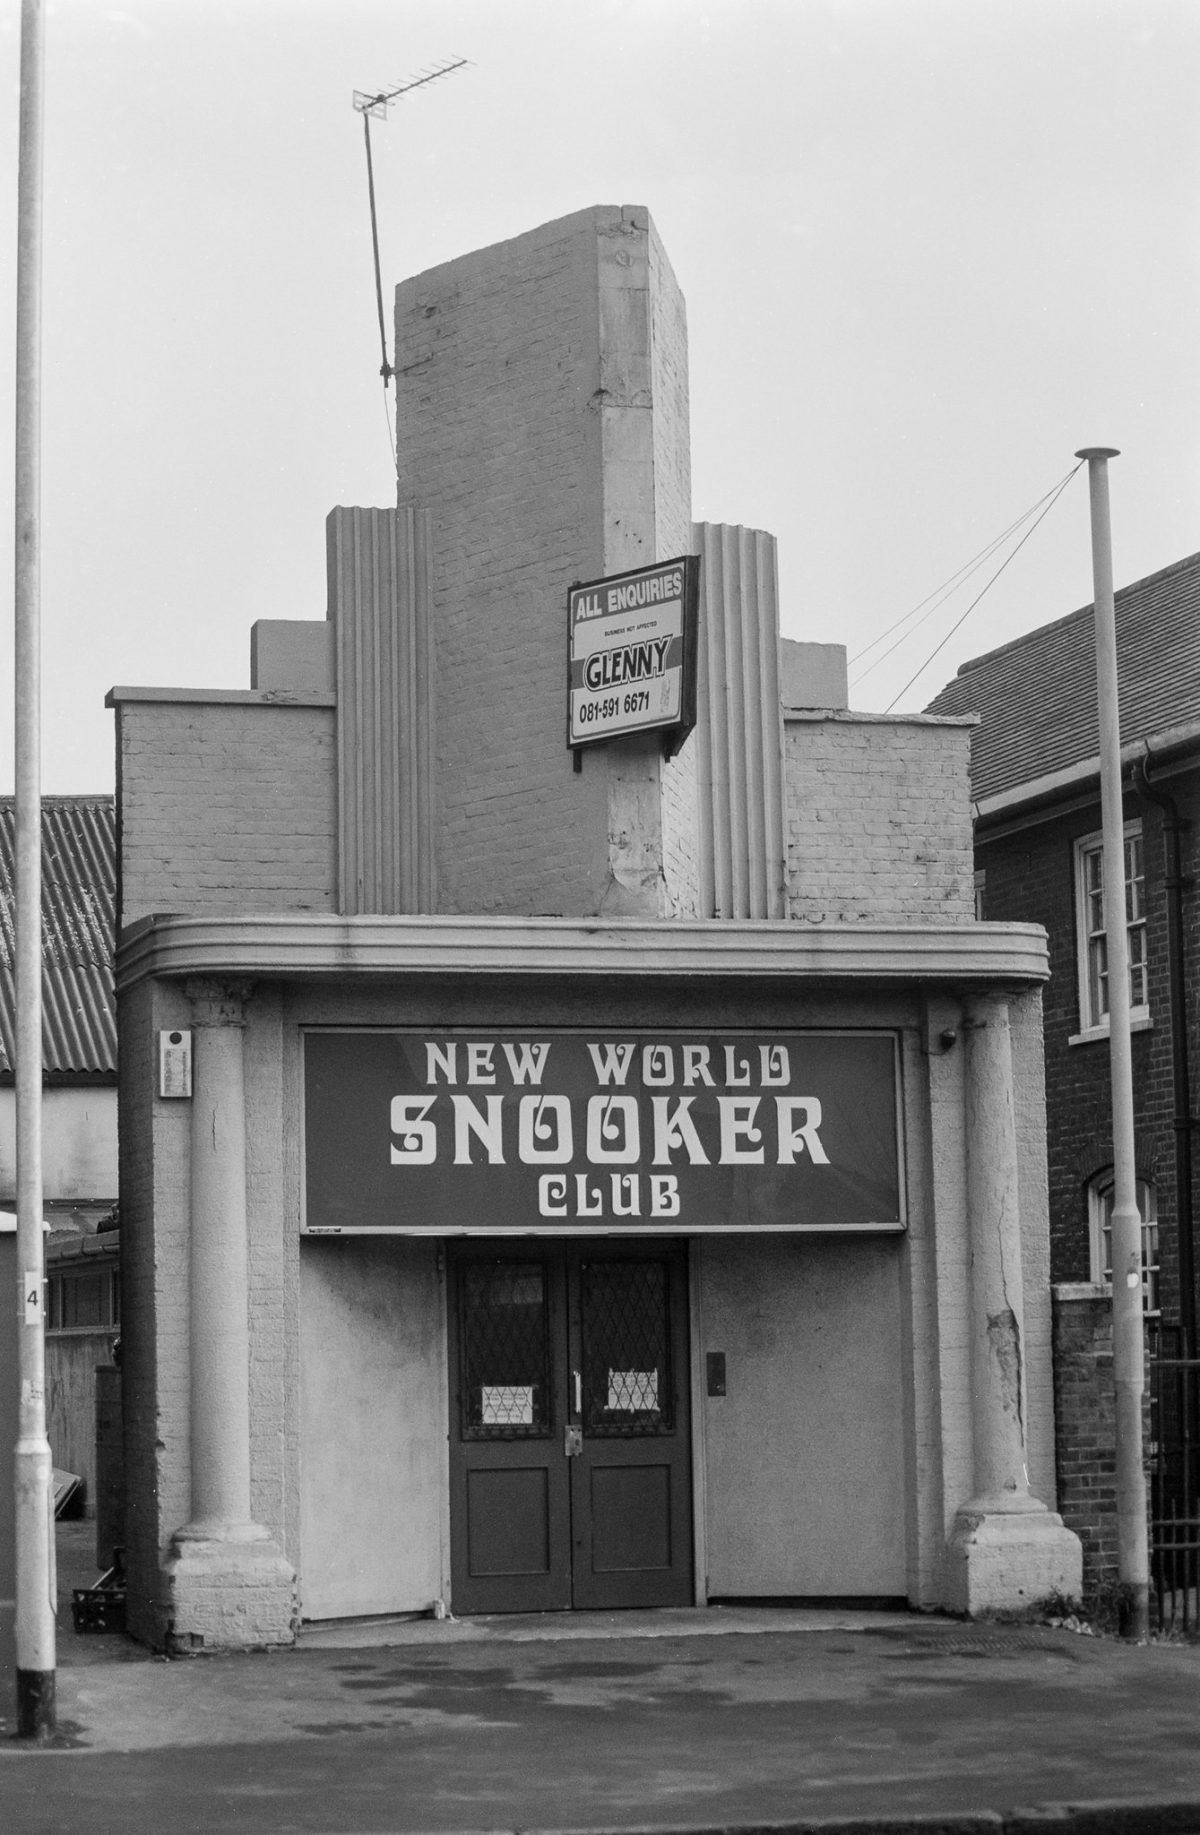 ALL ENQUIRIES
BUSINESS NOT AFFECTED
GLENNY
081-591 6671
NEW WORLD
SNOOKER
CLUB
4